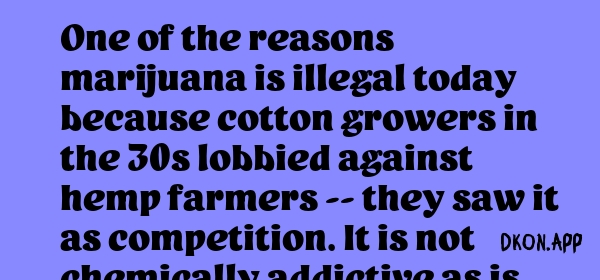 One of the reasons
marijuana is illegal today
because cotton growers in
the 30s lobbied against
hemp farmers -- they saw it
as competition. It is not
DKON.APP
chemically addictive as is